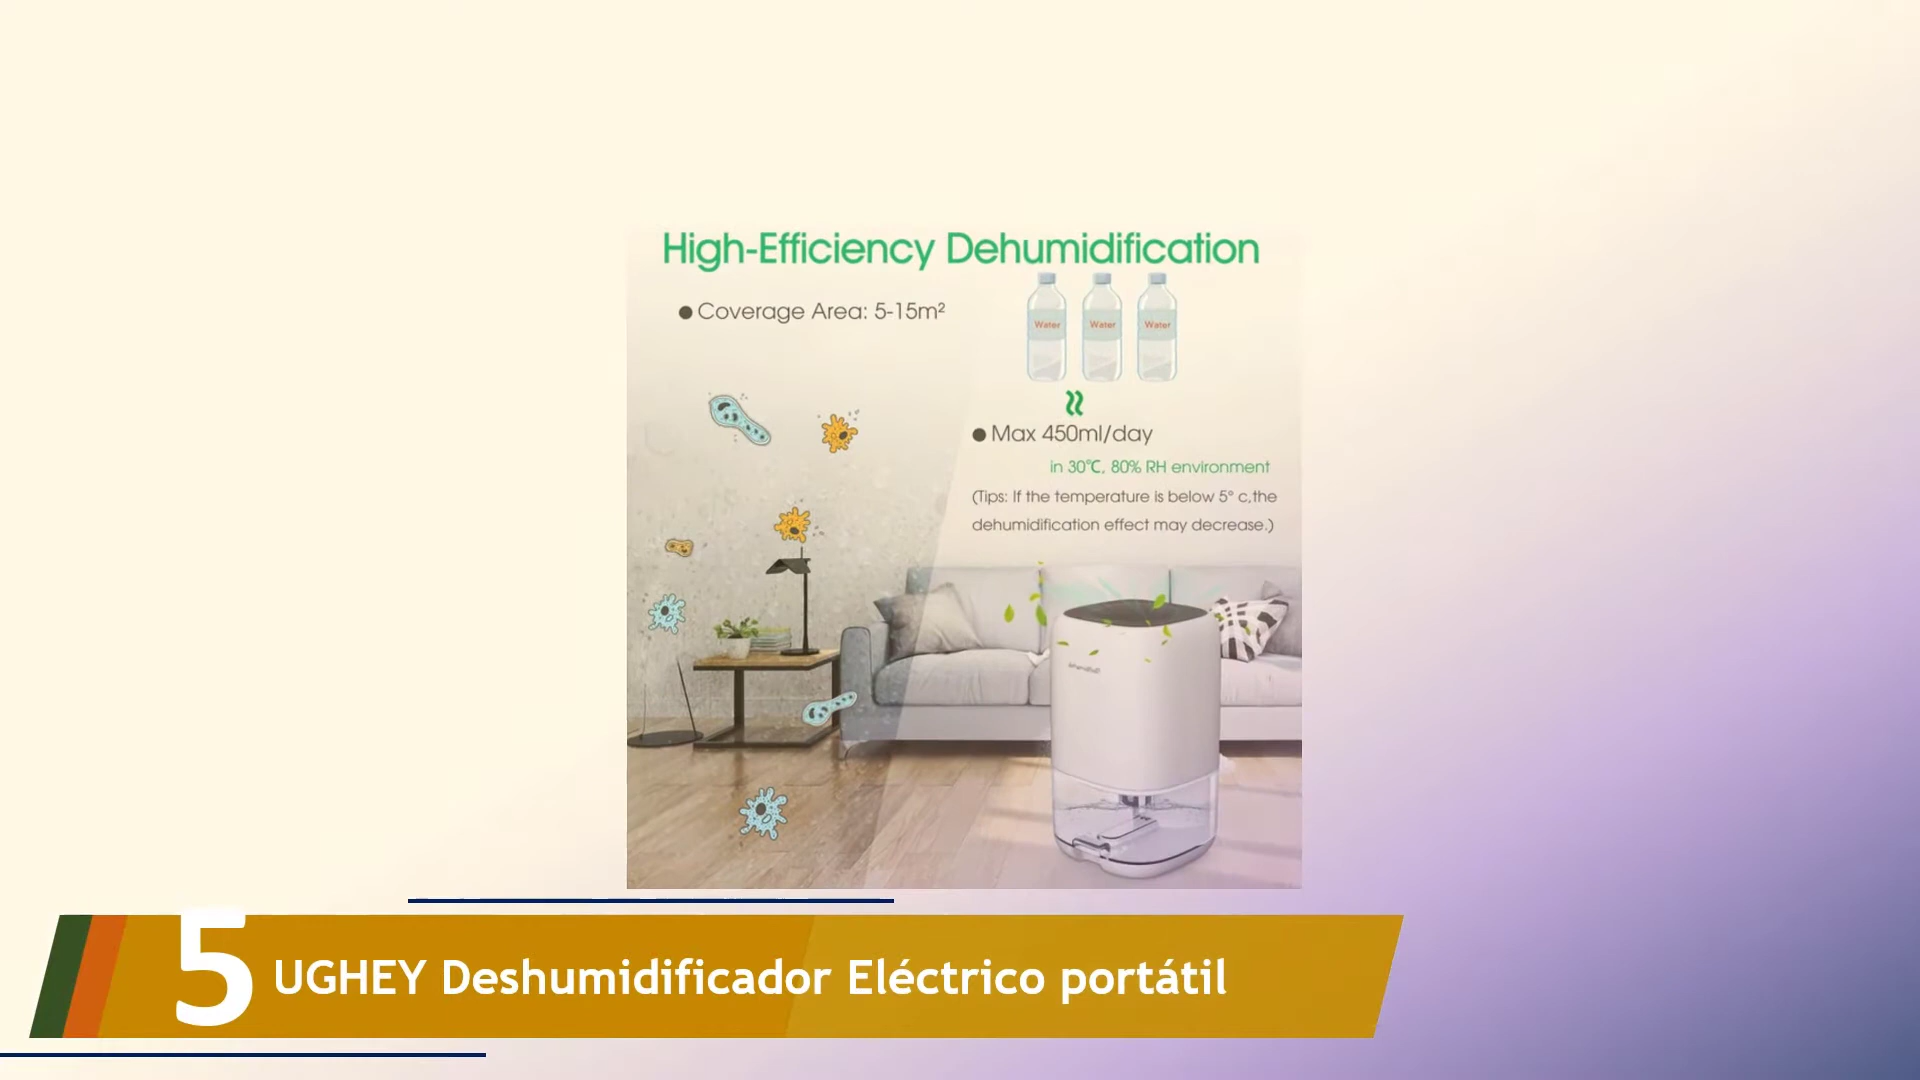 High-Efficiency Dehumidification
● Coverage Area: 5-15m²
Water Water Water
● Max 450ml/day
in 30℃, 80% RH environment
(Tips: If the temperature is below 5° c,the
dehumidification effect may decrease.)
5 UGHEY Deshumidificador Eléctrico portátil